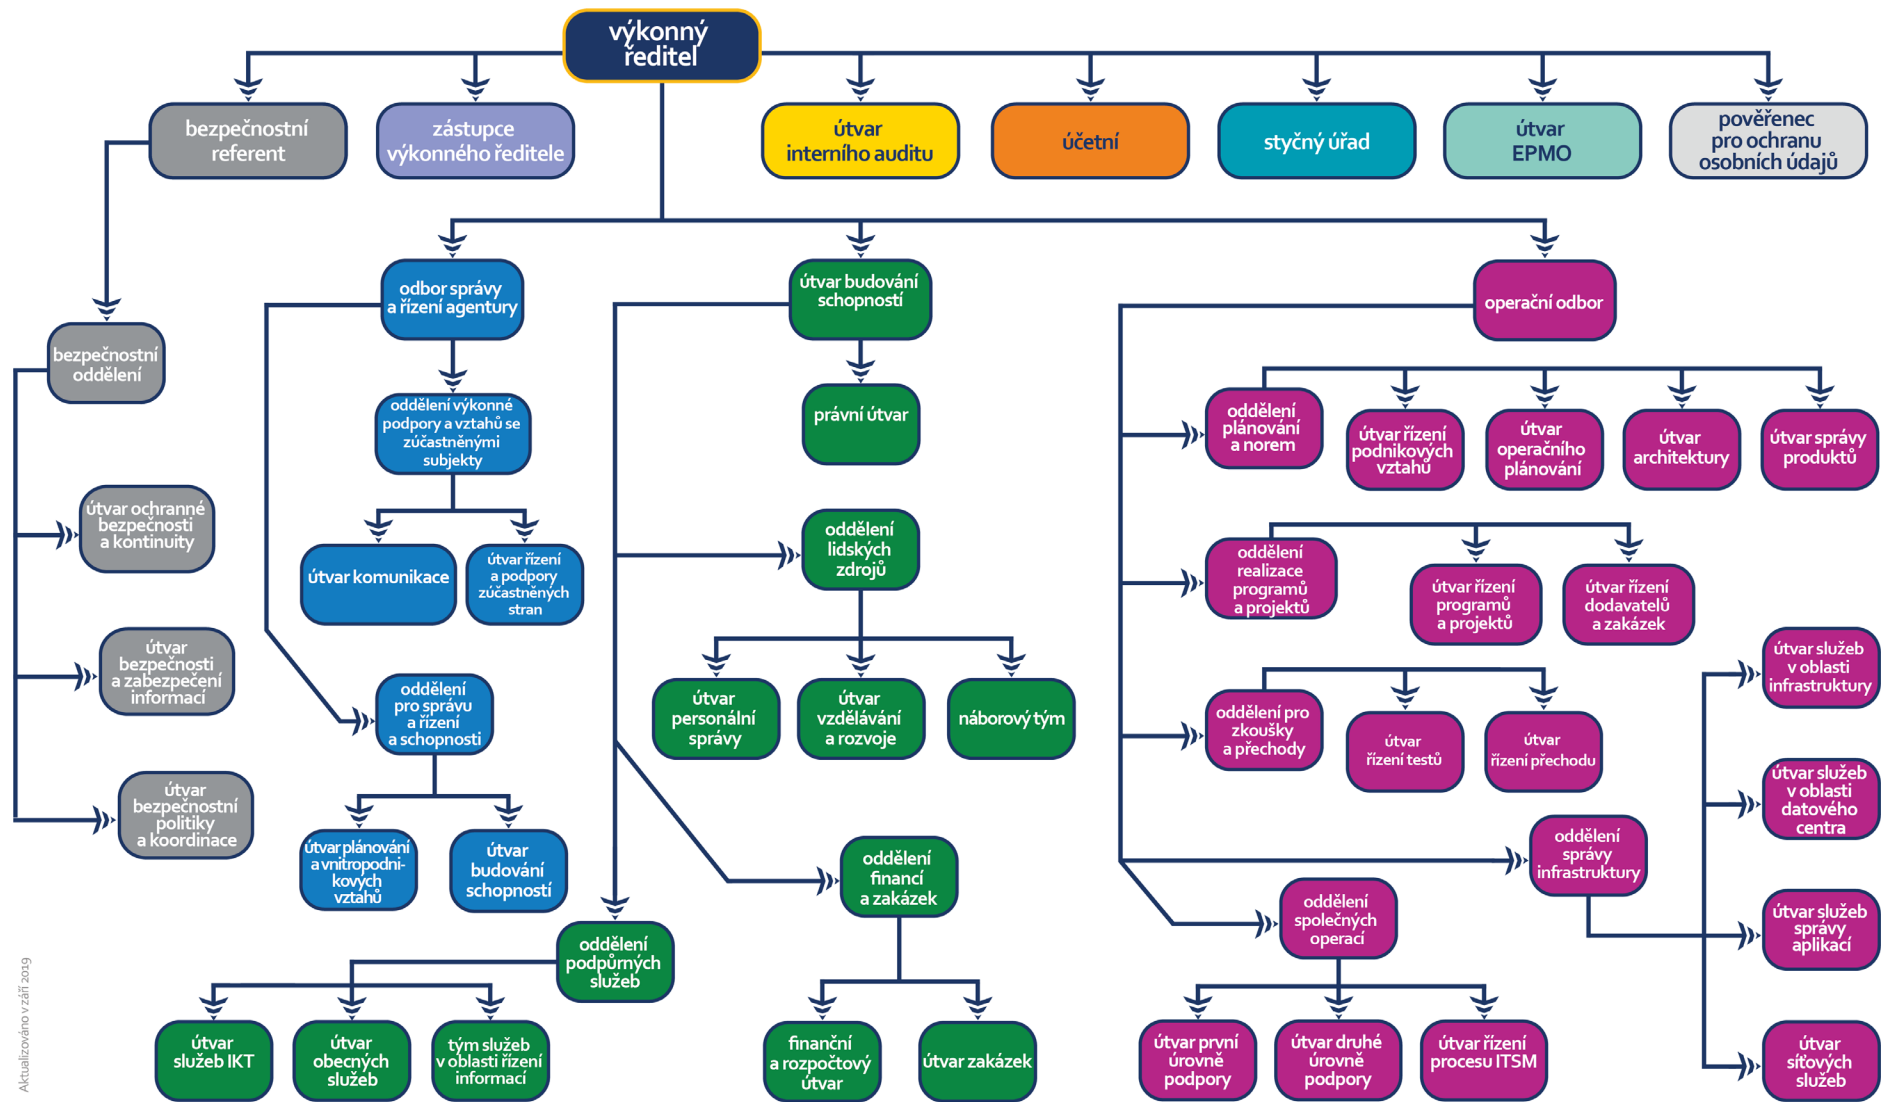 výkonný
ředitel
bezpečnostní
referent
zástupce
výkonného ředitele
útvar
interního auditu
účetní
styčný úřad
útvar
EPMO
pověřenec
pro ochranu
osobních údajů
odbor správy
a řízení agentury
útvar budování
schopností
operační odbor
bezpečnostní
oddělení
oddělení výkonné
podpory a vztahů se
zúčastněnými
subjekty
právní útvar
oddělení
plánování
a norem
útvar řízení
podnikových
vztahů
útvar
operačního
plánování
útvar
architektury
útvar správy
produktů
útvar ochranné
bezpečnosti
a kontinuity
útvar komunikace
útvar řízení
a podpory
zúčastněných
stran
oddělení
lidských
zdrojů
oddělení
realizace
programů
a projektů
útvar řízení
programů
a projektů
útvar řízení
dodavatelů
a zakázek
útvar
bezpečnosti
a zabezpečení
informací
oddělení
pro správu
a řízení
a schopnosti
útvar
personální
správy
útvar
vzdělávání
a rozvoje
náborový tým
oddělení pro
zkoušky
a přechody
útvar
řízení testů
útvar
řízení přechodu
útvar služeb
v oblasti
infrastruktury
útvar
bezpečnostní
politiky
a koordinace
útvar plánování
a vnitropodni-
kových
vztahů
útvar
budování
schopností
oddělení
financí
a zakázek
oddělení
správy
infrastruktury
útvar služeb
v oblasti
datového
centra
oddělení
podpůrných
služeb
oddělení
společných
operací
útvar služeb
správy
aplikací
útvar
služeb IKT
útvar
obecných
služeb
tým služeb
v oblasti řízení
informací
finanční
a rozpočtový
útvar
útvar zakázek
útvar první
úrovně
podpory
útvar druhé
úrovně
podpory
útvar řízení
procesu ITSM
útvar
síťových
služeb
Aktualizováno v září 2019